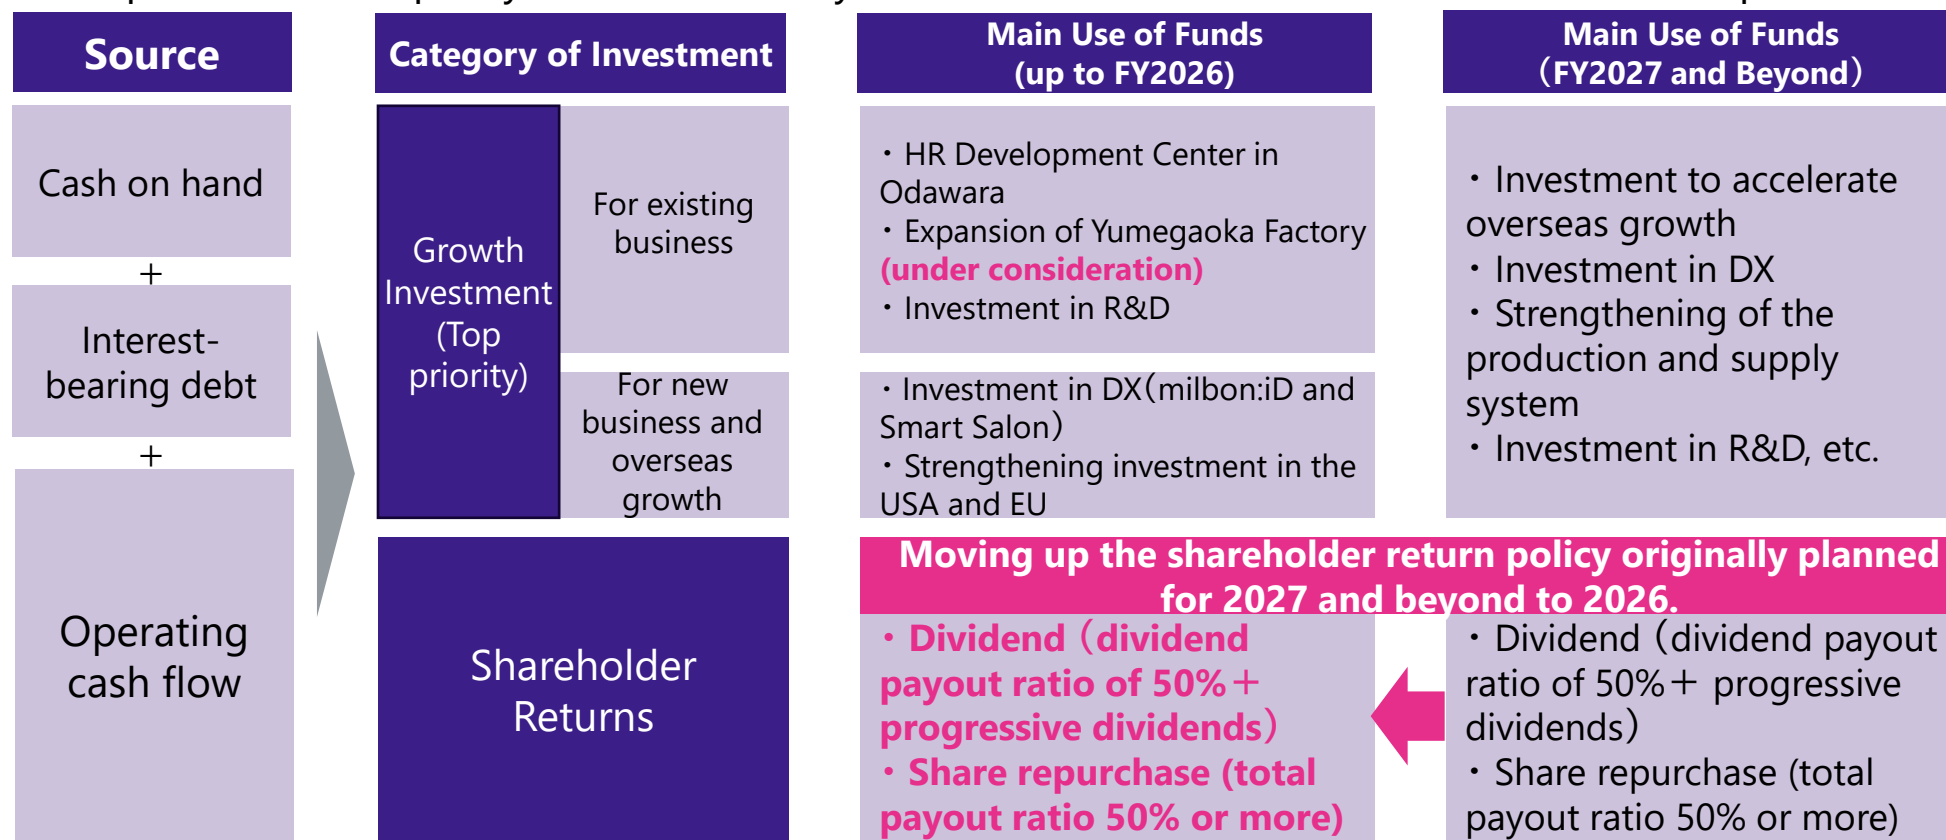 Source
Cash on hand
+
Interest-
bearing debt
+
Operating
cash flow
Category of Investment
Growth
Investment
(Top
priority)
For existing
business
For new
business and
overseas
growth
Shareholder
Returns
Main Use of Funds
(up to FY2026)
・HR Development Center in
Odawara
・Expansion of Yumegaoka Factory
(under consideration)
・Investment in R&D
・Investment in DX(milbon:iD and
Smart Salon)
・Strengthening investment in the
USA and EU
Main Use of Funds
(FY2027 and Beyond)
・Investment to accelerate
overseas growth
・Investment in DX
・Strengthening of the
production and supply
system
・Investment in R&D, etc.
Moving up the shareholder return policy originally planned
for 2027 and beyond to 2026.
・Dividend (dividend
payout ratio of 50%+
progressive dividends)
・Share repurchase (total
payout ratio 50% or more)
・Dividend (dividend payout
ratio of 50%+ progressive
dividends)
・Share repurchase (total
payout ratio 50% or more)